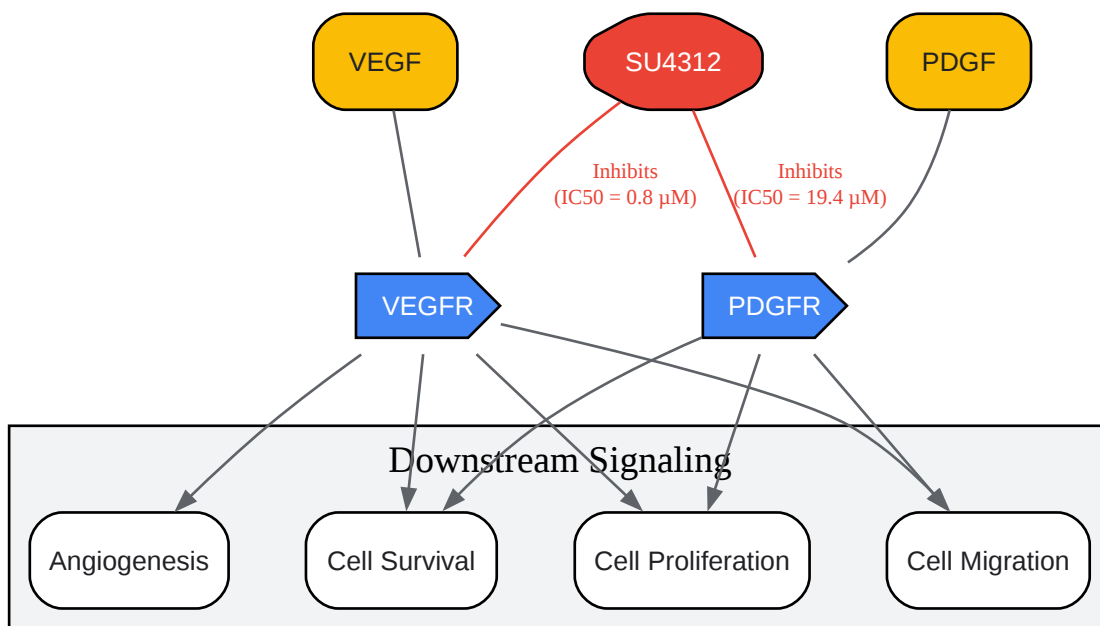 VEGF
SU4312
PDGF
Inhibits
(IC50 = 0.8 µM)
Inhibits
(IC50 = 19.4 µM)
VEGFR
PDGFR
Downstream Signaling
Angiogenesis
Cell Survival
Cell Proliferation
Cell Migration